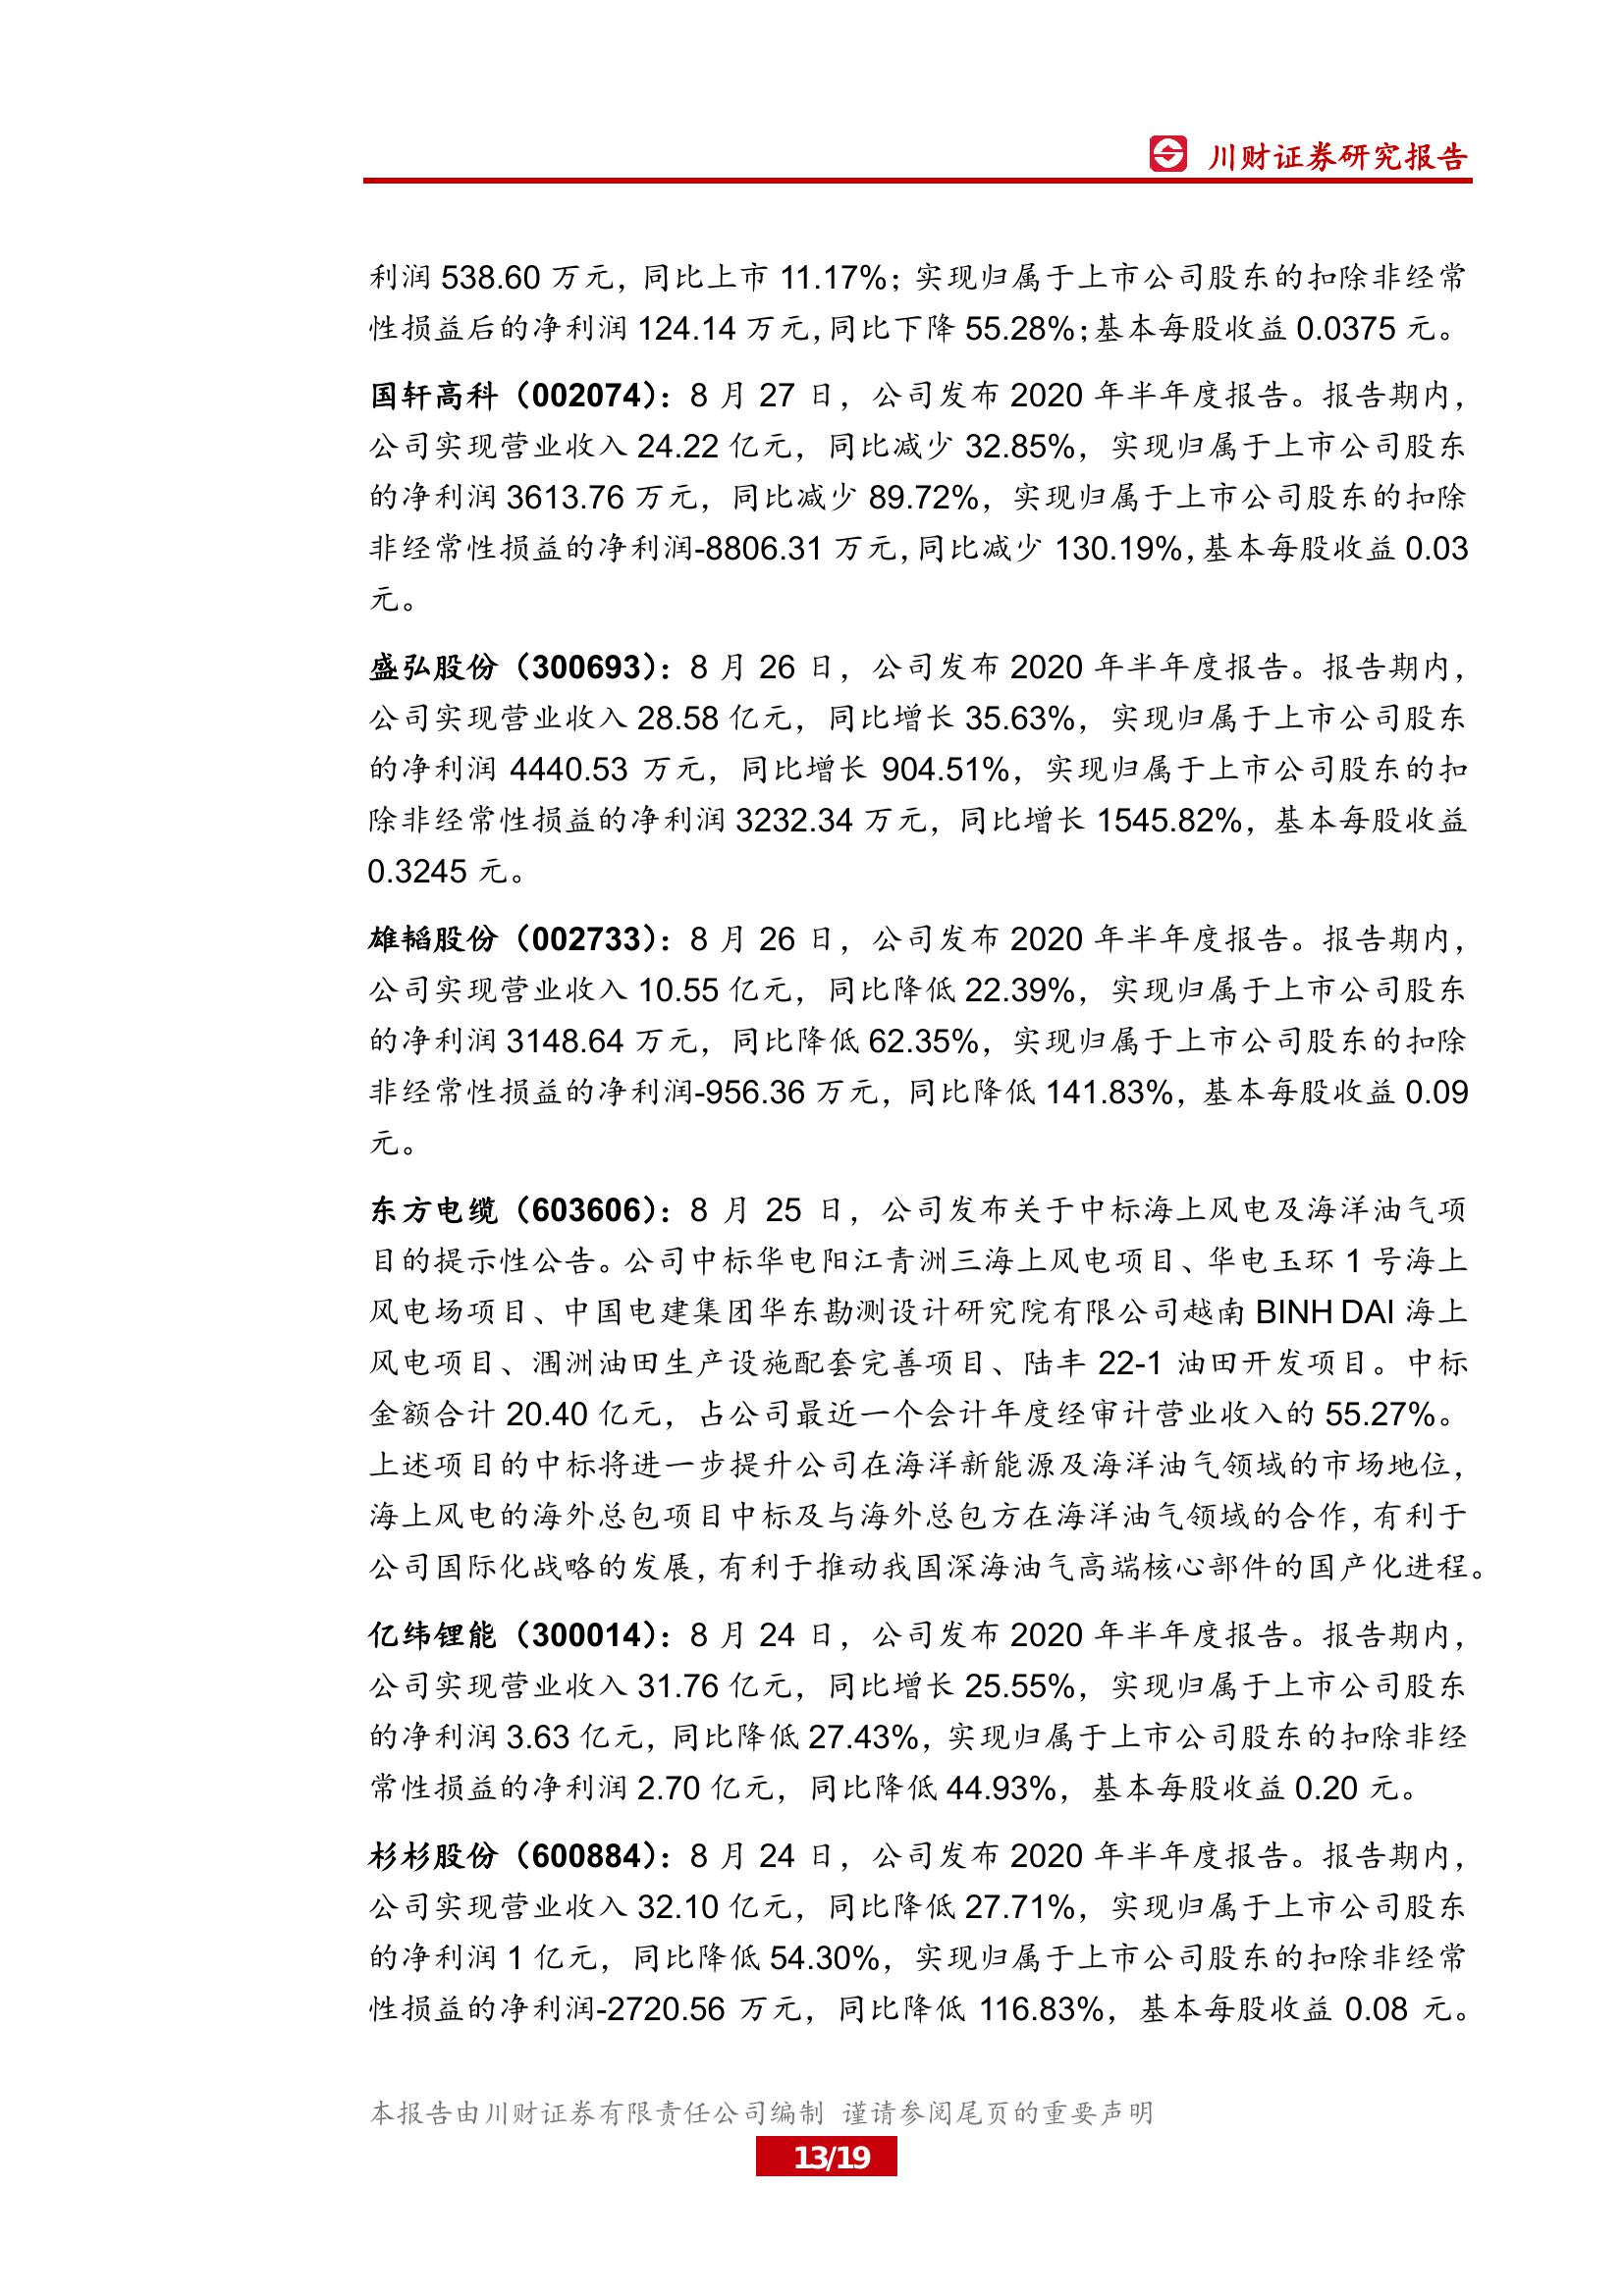 川财证券研究报告
利润 538.60 万元，同比上市 11.17%；实现归属于上市公司股东的扣除非经常
性损益后的净利润 124.14 万元，同比下降 55.28%；基本每股收益 0.0375 元。
国轩高科（002074）：8 月 27 日，公司发布 2020 年半年度报告。报告期内，
公司实现营业收入 24.22 亿元，同比减少 32.85%，实现归属于上市公司股东
的净利润 3613.76 万元，同比减少 89.72%，实现归属于上市公司股东的扣除
非经常性损益的净利润-8806.31 万元，同比减少 130.19%，基本每股收益 0.03
元。
盛弘股份（300693）：8 月 26 日，公司发布 2020 年半年度报告。报告期内，
公司实现营业收入 28.58 亿元，同比增长 35.63%，实现归属于上市公司股东
的净利润 4440.53 万元，同比增长 904.51%，实现归属于上市公司股东的扣
除非经常性损益的净利润 3232.34 万元，同比增长 1545.82%，基本每股收益
0.3245 元。
雄韬股份（002733）：8 月 26 日，公司发布 2020 年半年度报告。报告期内，
公司实现营业收入 10.55 亿元，同比降低 22.39%，实现归属于上市公司股东
的净利润 3148.64 万元，同比降低 62.35%，实现归属于上市公司股东的扣除
非经常性损益的净利润-956.36 万元，同比降低 141.83%，基本每股收益 0.09
元。
东方电缆（603606）：8 月 25 日，公司发布关于中标海上风电及海洋油气项
目的提示性公告。公司中标华电阳江青洲三海上风电项目、华电玉环 1 号海上
风电场项目、中国电建集团华东勘测设计研究院有限公司越南 BINH DAI 海上
风电项目、涠洲油田生产设施配套完善项目、陆丰 22-1 油田开发项目。中标
金额合计 20.40 亿元，占公司最近一个会计年度经审计营业收入的 55.27%。
上述项目的中标将进一步提升公司在海洋新能源及海洋油气领域的市场地位，
海上风电的海外总包项目中标及与海外总包方在海洋油气领域的合作，有利于
公司国际化战略的发展，有利于推动我国深海油气高端核心部件的国产化进程。
亿纬锂能（300014）：8 月 24 日，公司发布 2020 年半年度报告。报告期内，
公司实现营业收入 31.76 亿元，同比增长 25.55%，实现归属于上市公司股东
的净利润 3.63 亿元，同比降低 27.43%，实现归属于上市公司股东的扣除非经
常性损益的净利润 2.70 亿元，同比降低 44.93%，基本每股收益 0.20 元。
杉杉股份（600884）：8 月 24 日，公司发布 2020 年半年度报告。报告期内，
公司实现营业收入 32.10 亿元，同比降低 27.71%，实现归属于上市公司股东
的净利润 1 亿元，同比降低 54.30%，实现归属于上市公司股东的扣除非经常
性损益的净利润-2720.56 万元，同比降低 116.83%，基本每股收益 0.08 元。
本报告由川财证券有限责任公司编制 谨请参阅尾页的重要声明
13/19